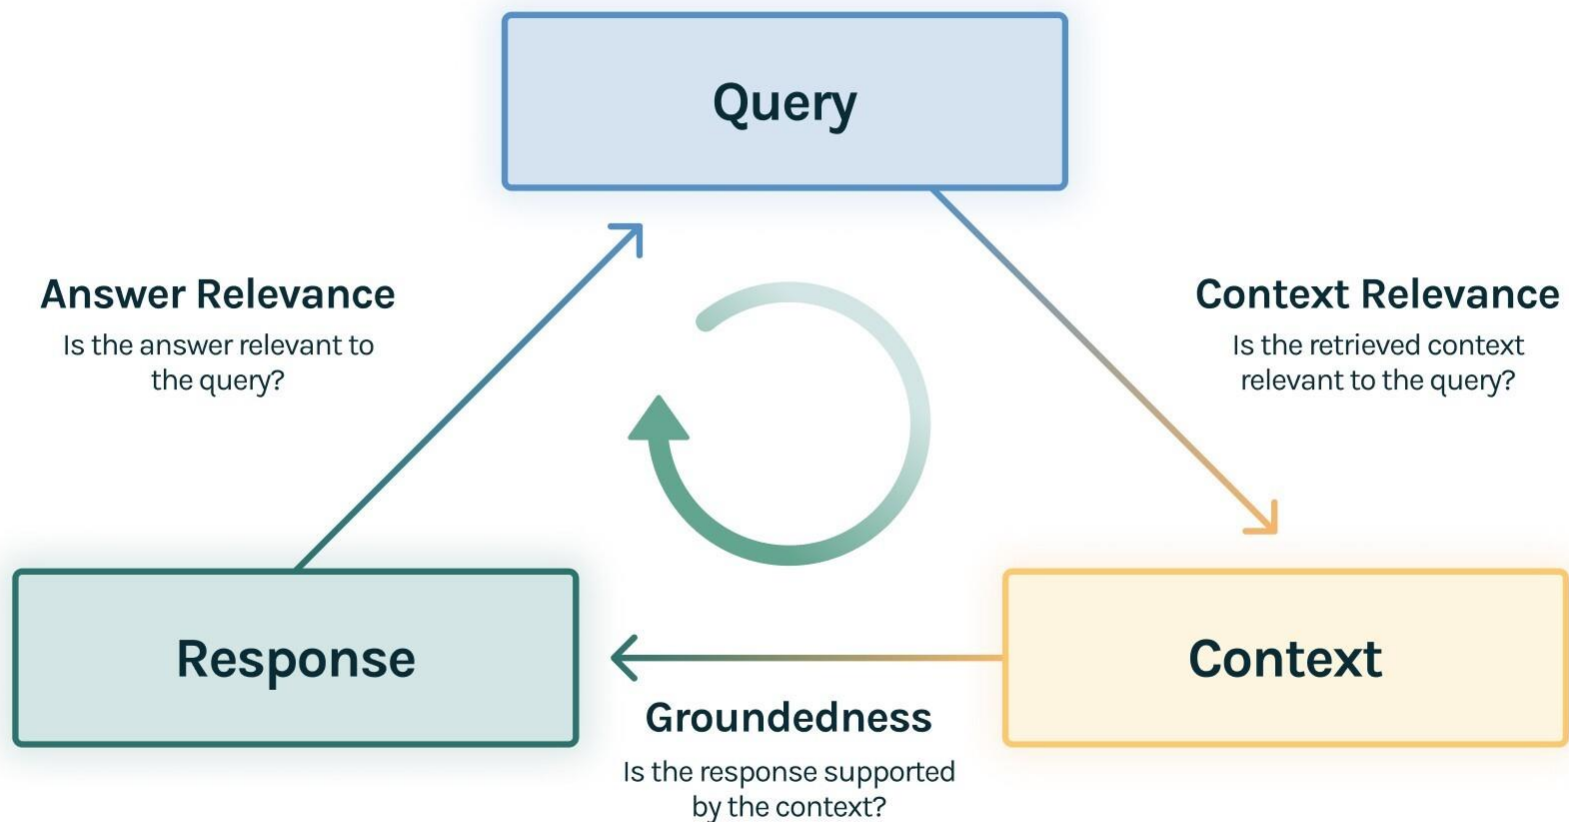 Query
Answer Relevance
Is the answer relevant to
the query?
Context Relevance
Is the retrieved context
relevant to the query?
Response
Context
Groundedness
Is the response supported
by the context?